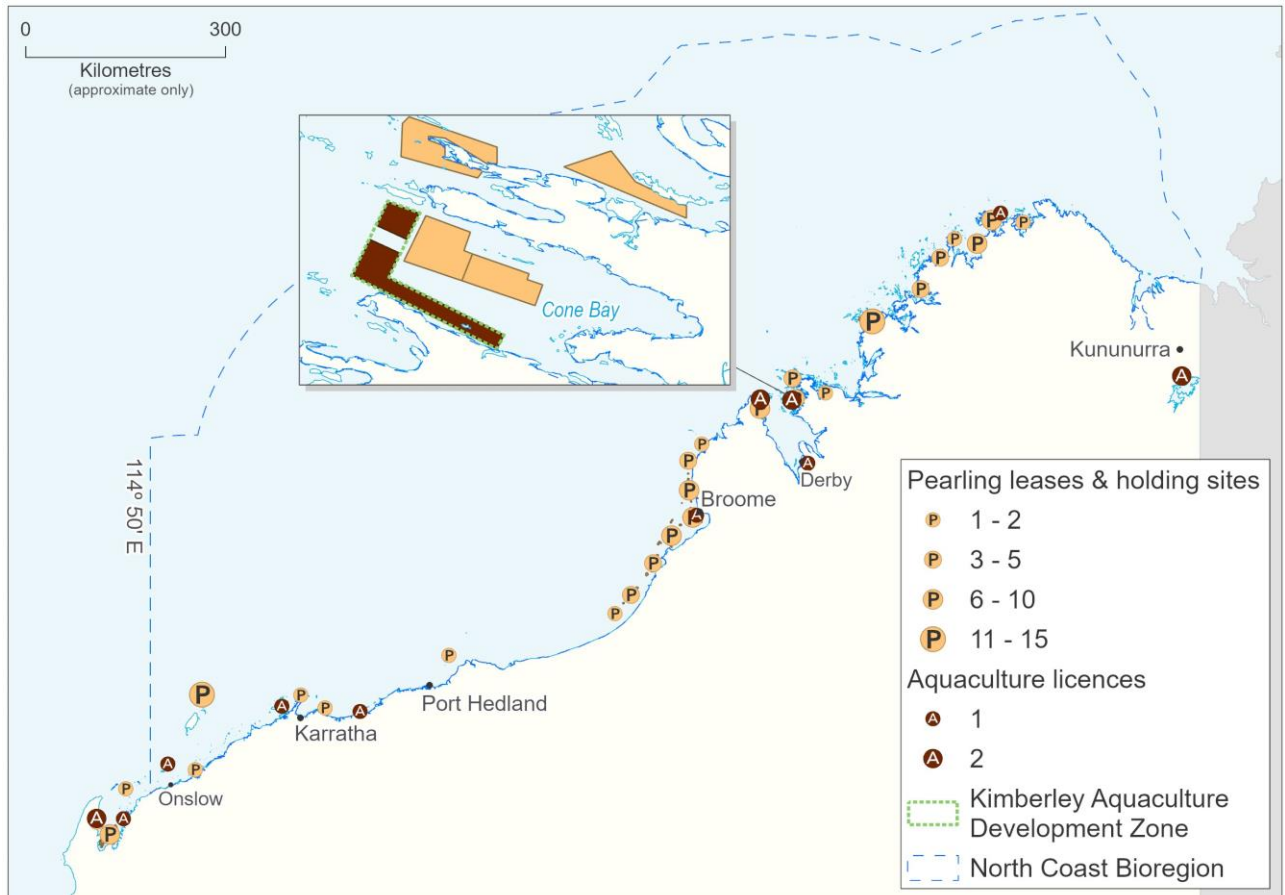 0 300
Kilometres
(approximate only)
Cone Bay
114° 50' E
P
A
P
P
P
P
P
P
Kununurra
A
P
P
A
P
A
P
P
A
Derby
P
P
Broome
P
A
P
P
P
P
P
Port Hedland
P
P
A
Karratha
P
A
A
P
Onslow
P
A
A
P
Pearling leases & holding sites
P 1 - 2
P 3 - 5
P 6 - 10
P 11 - 15
Aquaculture licences
A 1
A 2
Kimberley Aquaculture
Development Zone
North Coast Bioregion